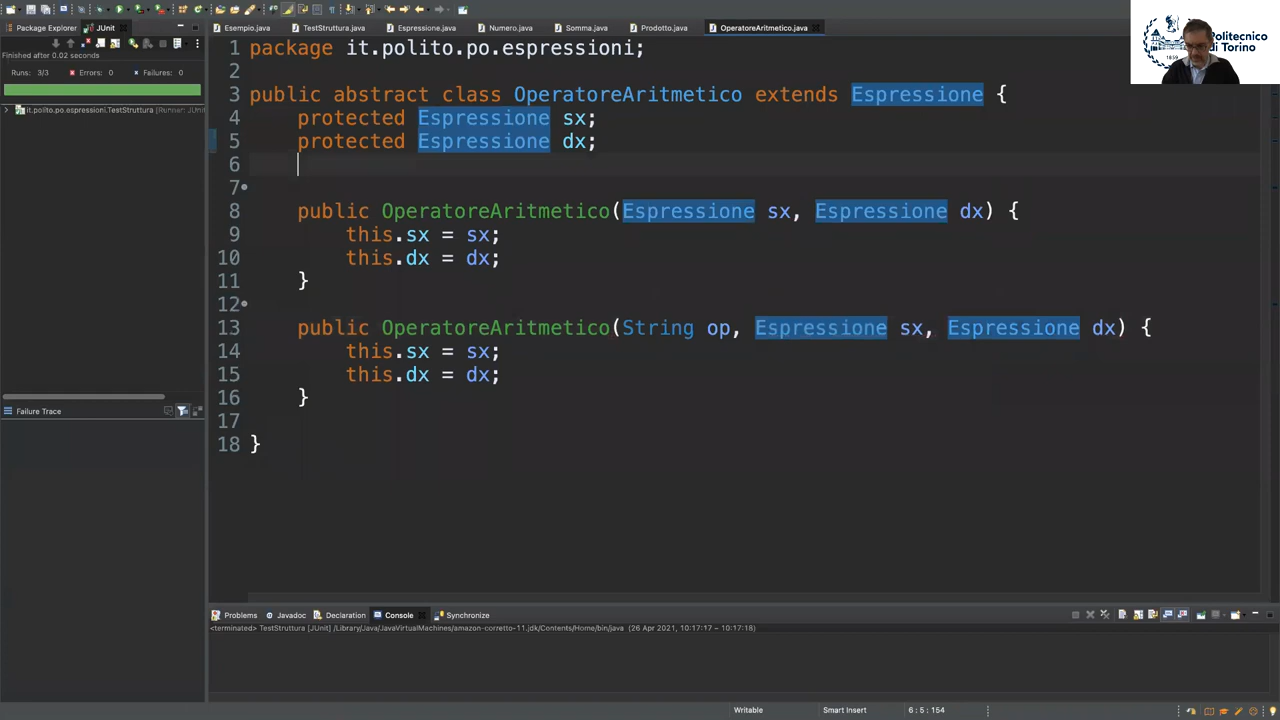 Package Explorer
JUnit
Finished after 0.02 seconds
Runs: 3/3
Errors: 0
Failures: 0
it.polito.po.espressioni.TestStruttura [Runner: JUnit
Failure Trace
Esempio.java
TestStruttura.java
Espressione.java
Numero.java
Somma.java
Prodotto.java
OperatoreAritmetico.java
1 package it.polito.po.espressioni;
2
3 public abstract class OperatoreAritmetico extends Espressione {
4 protected Espressione sx;
5 protected Espressione dx;
6
7
8 public OperatoreAritmetico(Espressione sx, Espressione dx) {
9 this.sx = sx;
10 this.dx = dx;
11 }
12
13 public OperatoreAritmetico(String op, Espressione sx, Espressione dx) {
14 this.sx = sx;
15 this.dx = dx;
16 }
17
18 }
Politecnico
di Torino
1859
Problems
Javadoc
Declaration
Console
Synchronize
<terminated> TestStruttura [JUnit] /Library/Java/JavaVirtualMachines/amazon-corretto-11.jdk/Contents/Home/bin/java (26 Apr 2021, 10:17:17 – 10:17:18)
Writable
Smart Insert
6 : 5 : 154